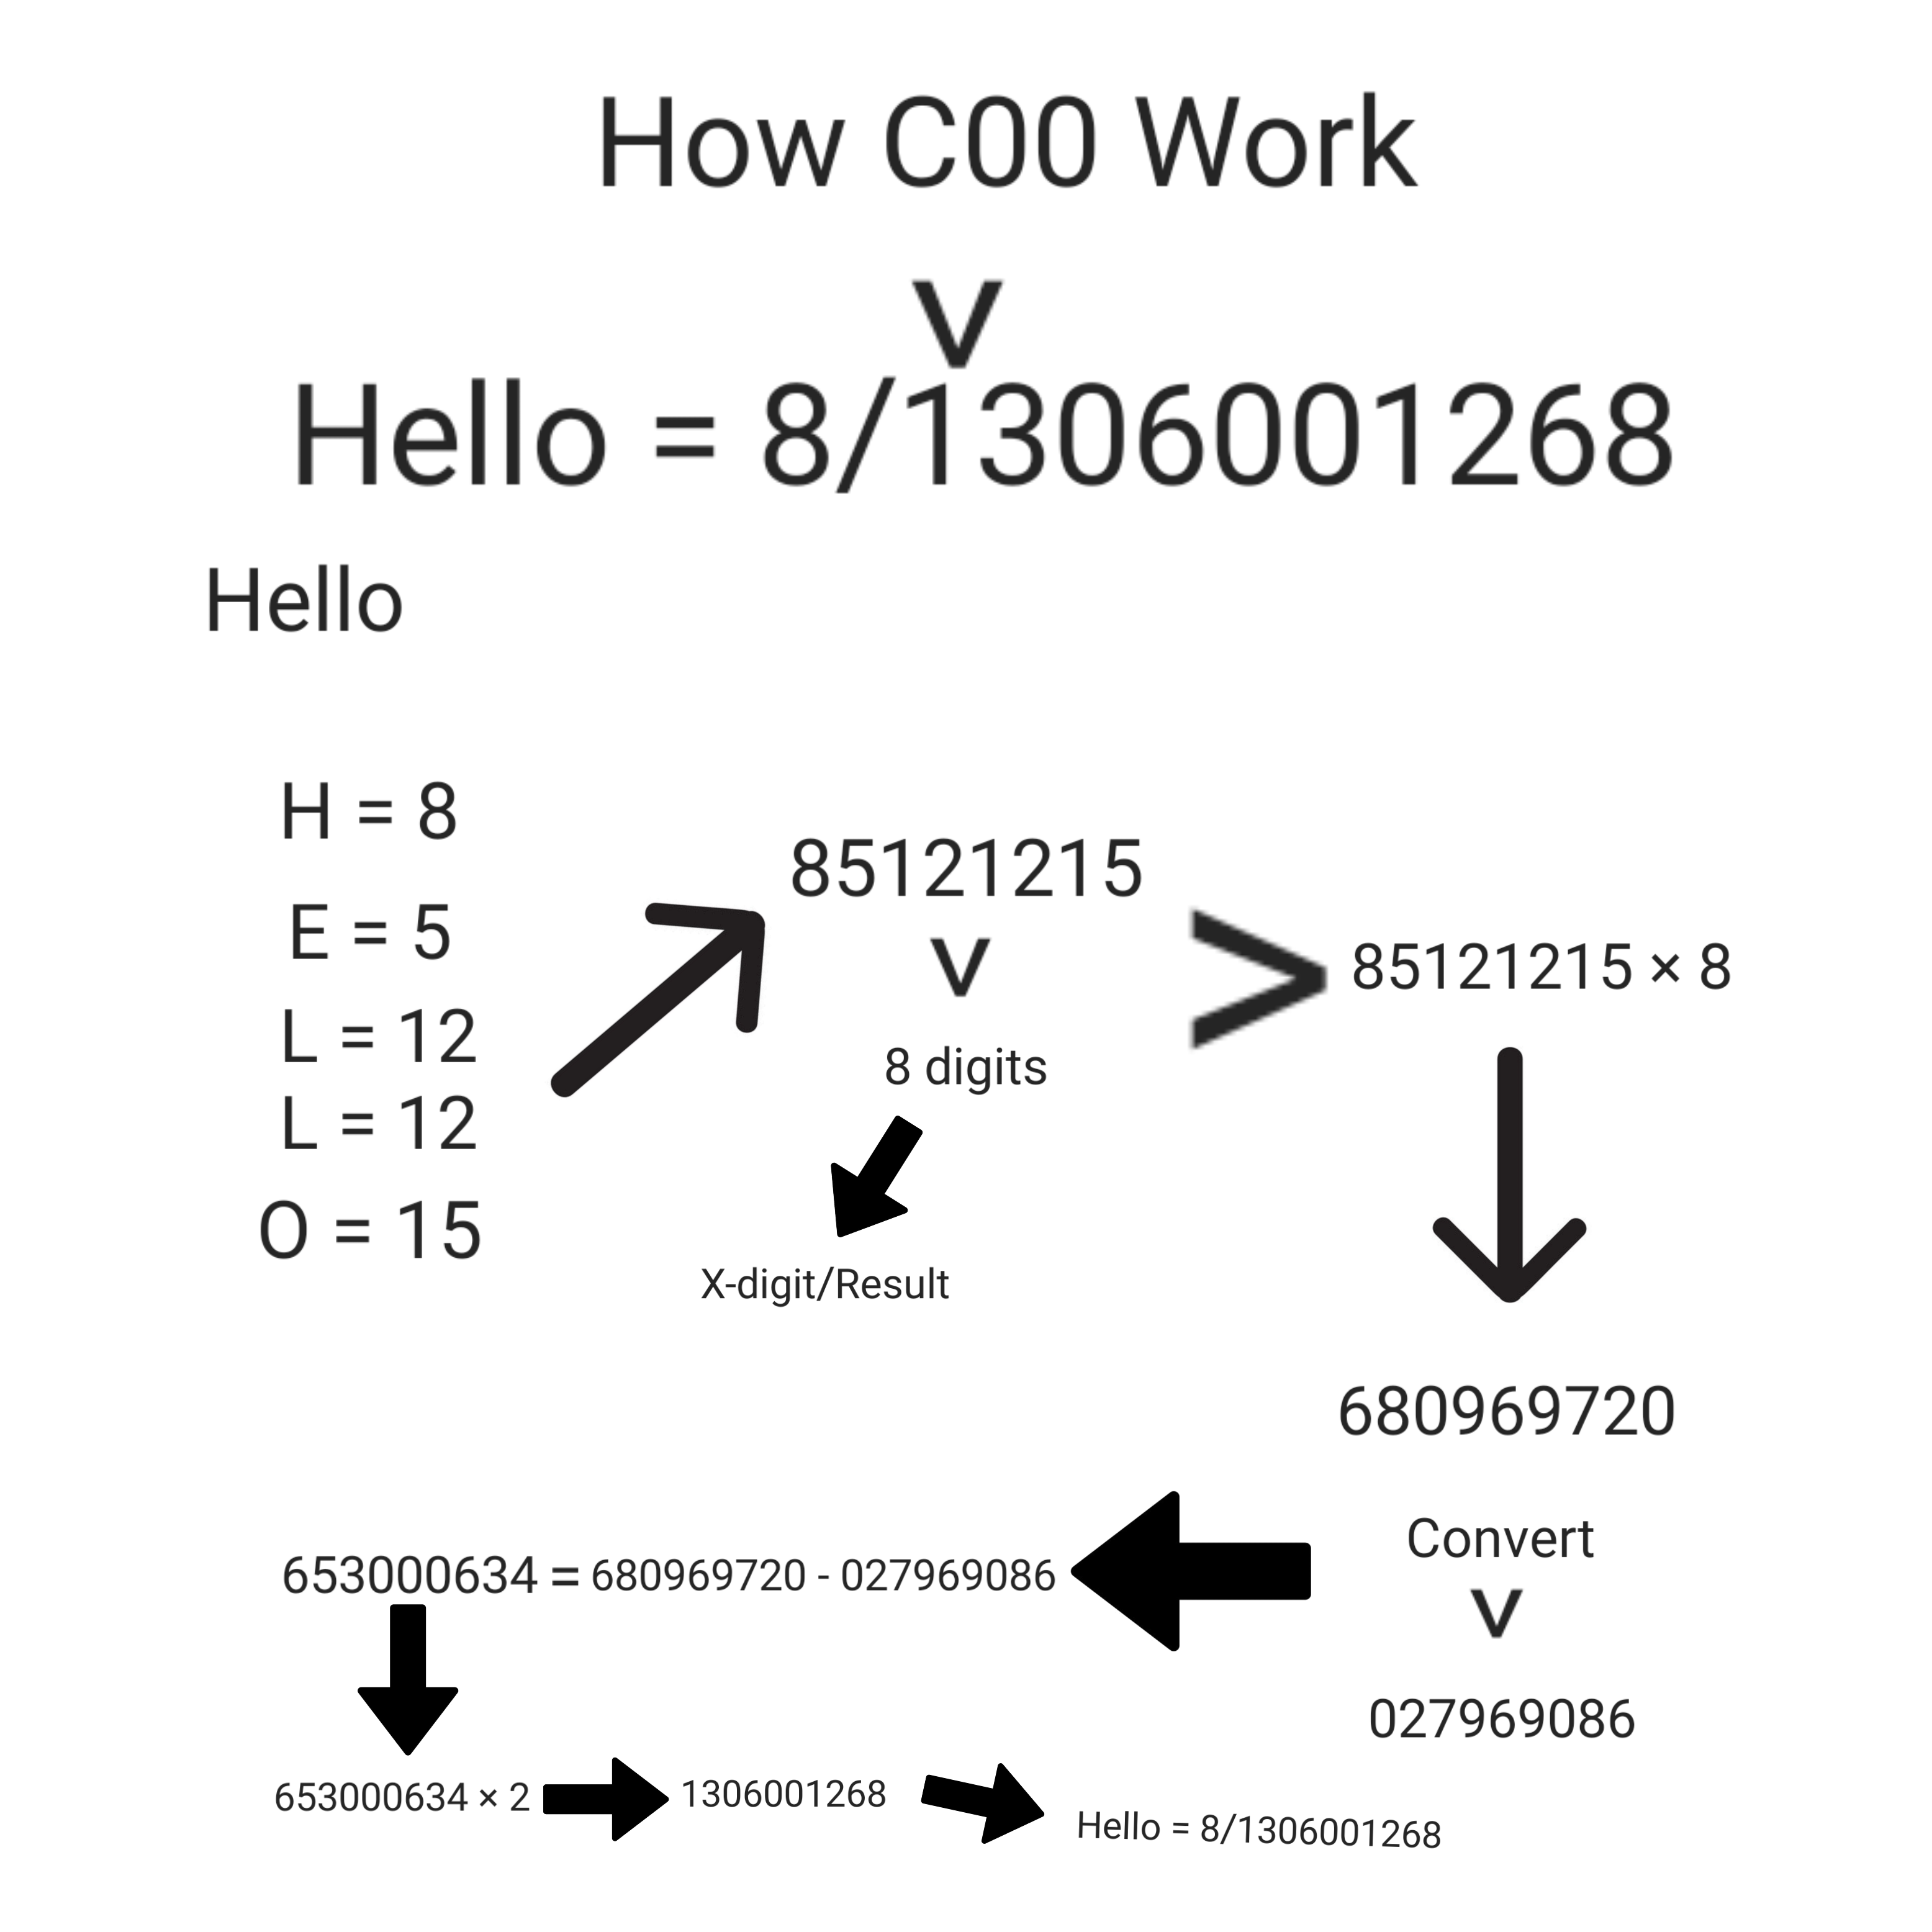 How C00 Work
v
Hello = 8/1306001268
Hello
H = 8
E = 5
L = 12
L = 12
O = 15
85121215
v
8 digits
X-digit/Result
> 85121215 × 8
680969720
Convert
v
027969086
653000634 = 680969720 - 027969086
653000634 × 2
1306001268
Hello = 8/1306001268